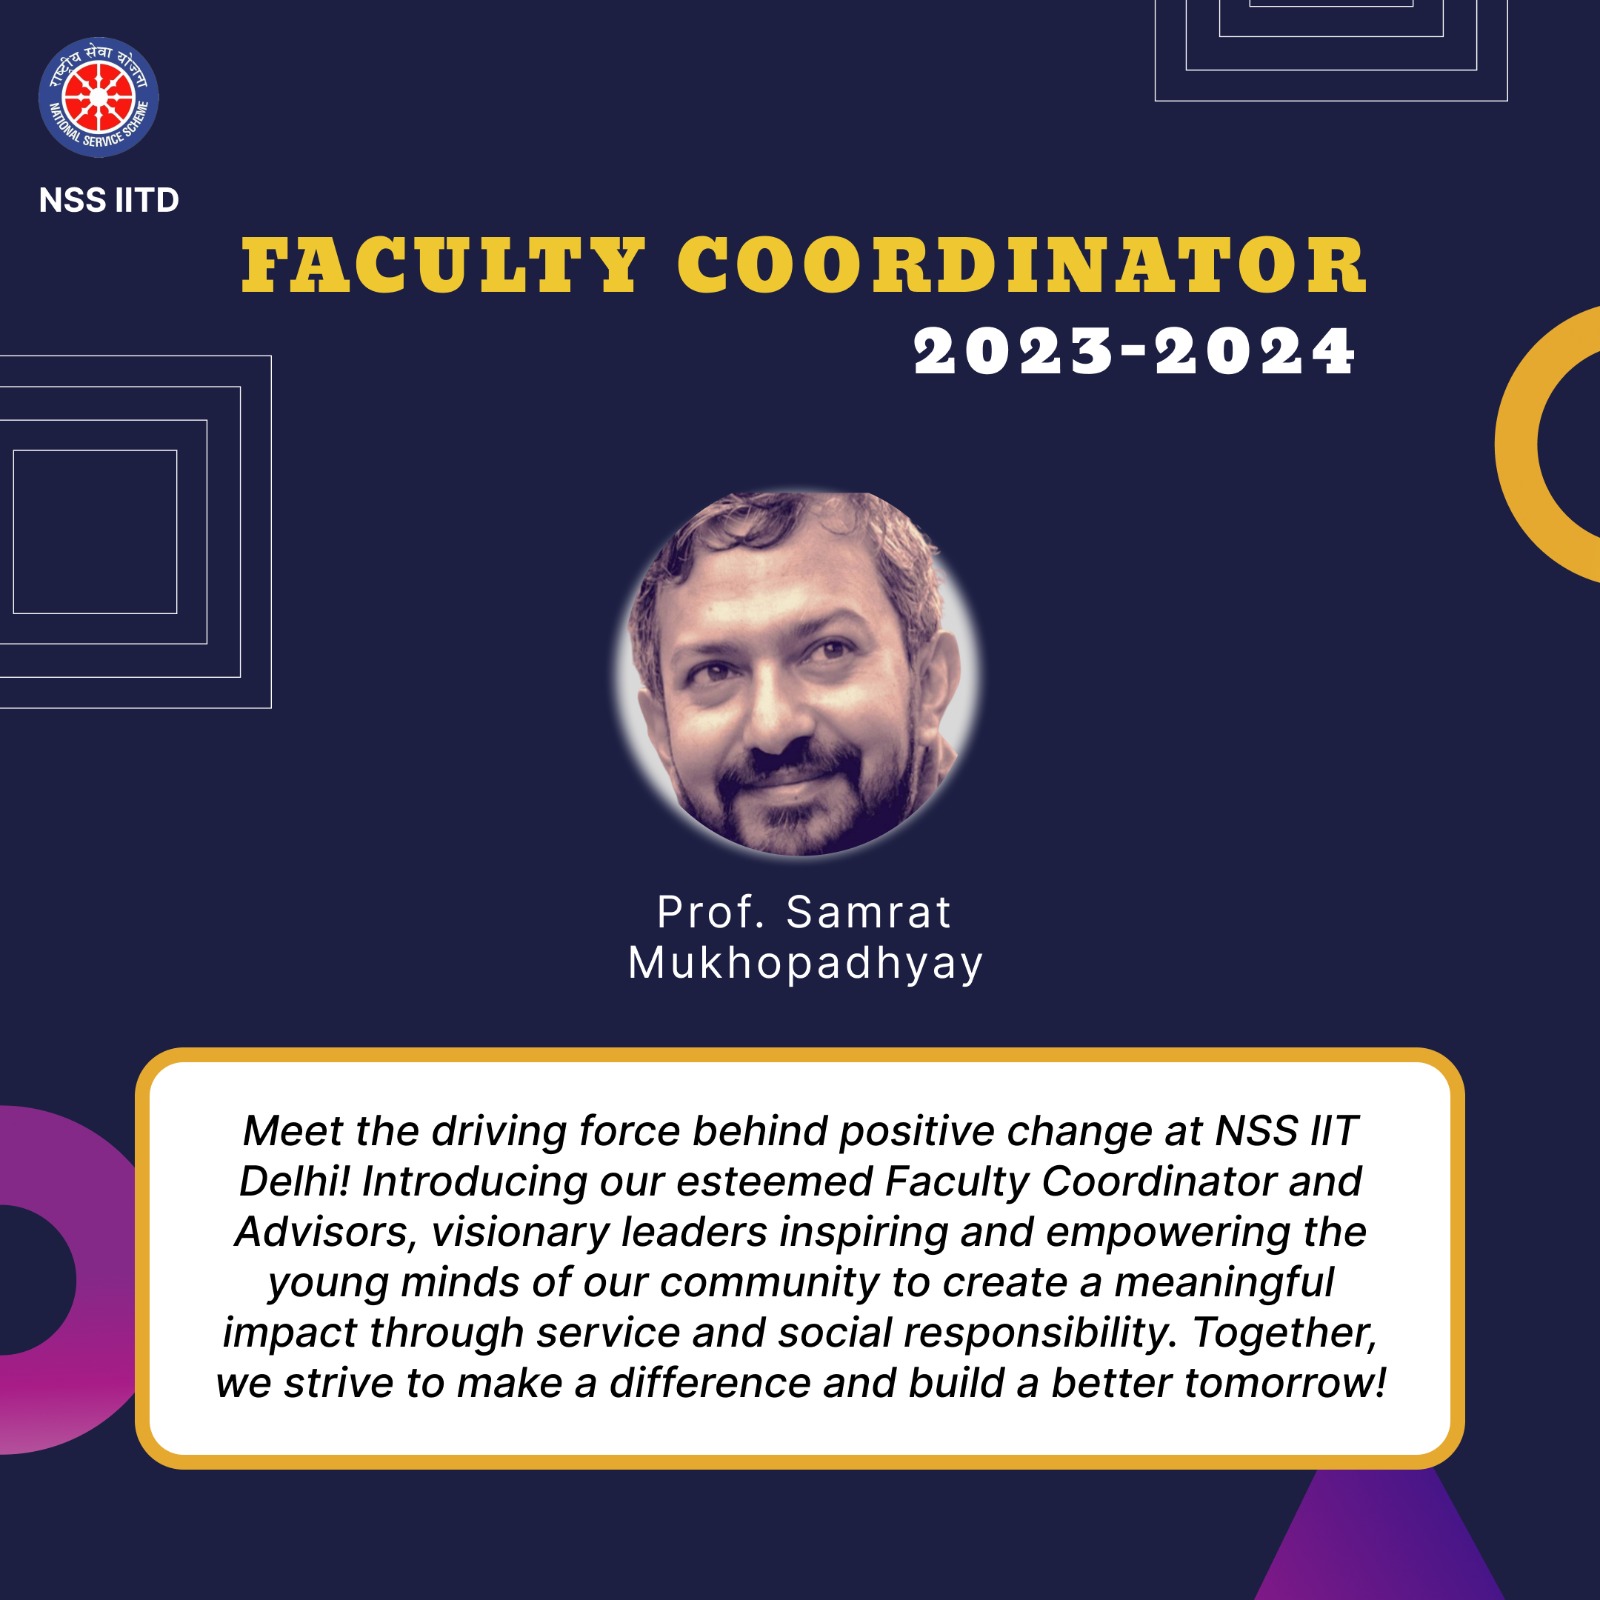 राष्ट्रीय सेवा योजना
NATIONAL SERVICE SCHEME
NSS IITD
FACULTY COORDINATOR
2023-2024
Prof. Samrat
Mukhopadhyay
Meet the driving force behind positive change at NSS IIT
Delhi! Introducing our esteemed Faculty Coordinator and
Advisors, visionary leaders inspiring and empowering the
young minds of our community to create a meaningful
impact through service and social responsibility. Together,
we strive to make a difference and build a better tomorrow!